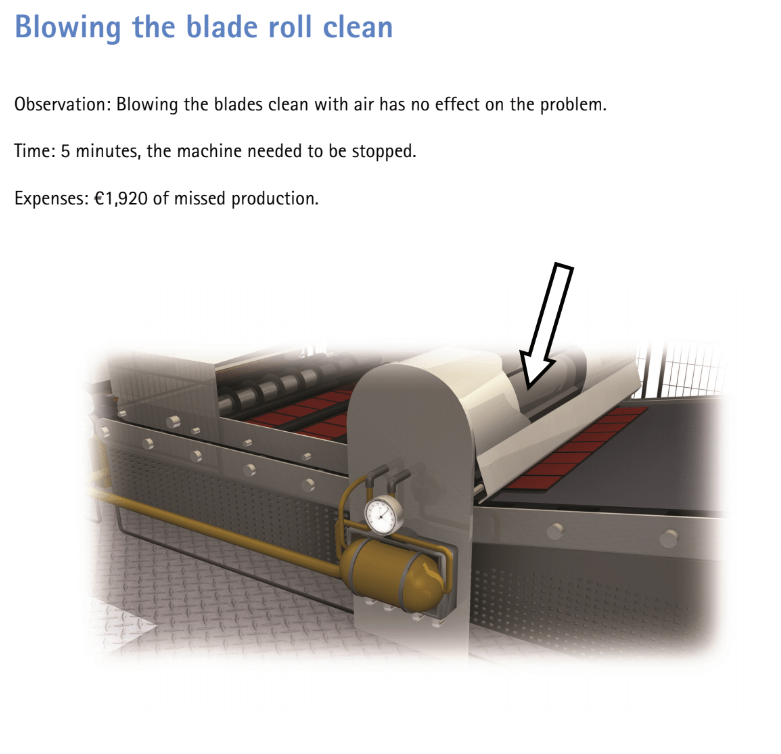 Blowing the blade roll clean
Observation: Blowing the blades clean with air has no effect on the problem.
Time: 5 minutes, the machine needed to be stopped.
Expenses: €1,920 of missed production.